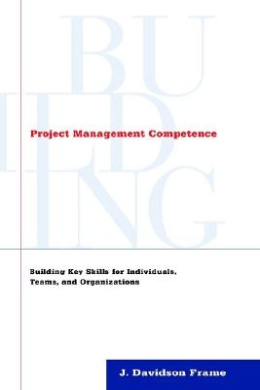 BU
ILD
ING
Project Management Competence
Building Key Skills for Individuals,
Teams, and Organizations
J. Davidson Frame